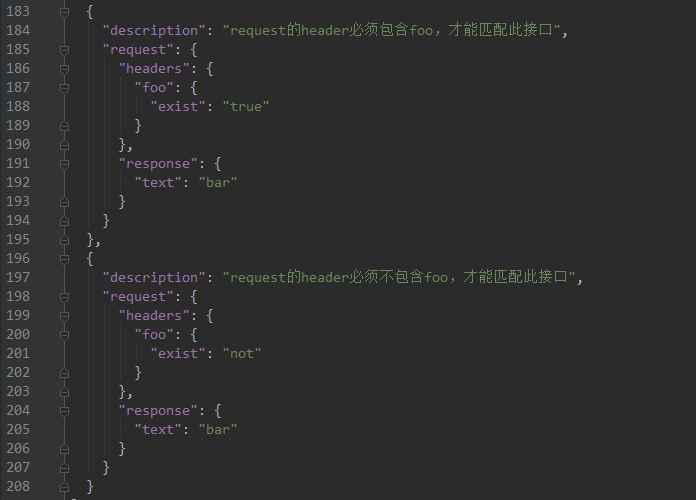 183 {
184 "description": "request的header必须包含foo，才能匹配此接口",
185 "request": {
186 "headers": {
187 "foo": {
188 "exist": "true"
189 }
190 },
191 "response": {
192 "text": "bar"
193 }
194 }
195 },
196 {
197 "description": "request的header必须不包含foo，才能匹配此接口",
198 "request": {
199 "headers": {
200 "foo": {
201 "exist": "not"
202 }
203 },
204 "response": {
205 "text": "bar"
206 }
207 }
208 }